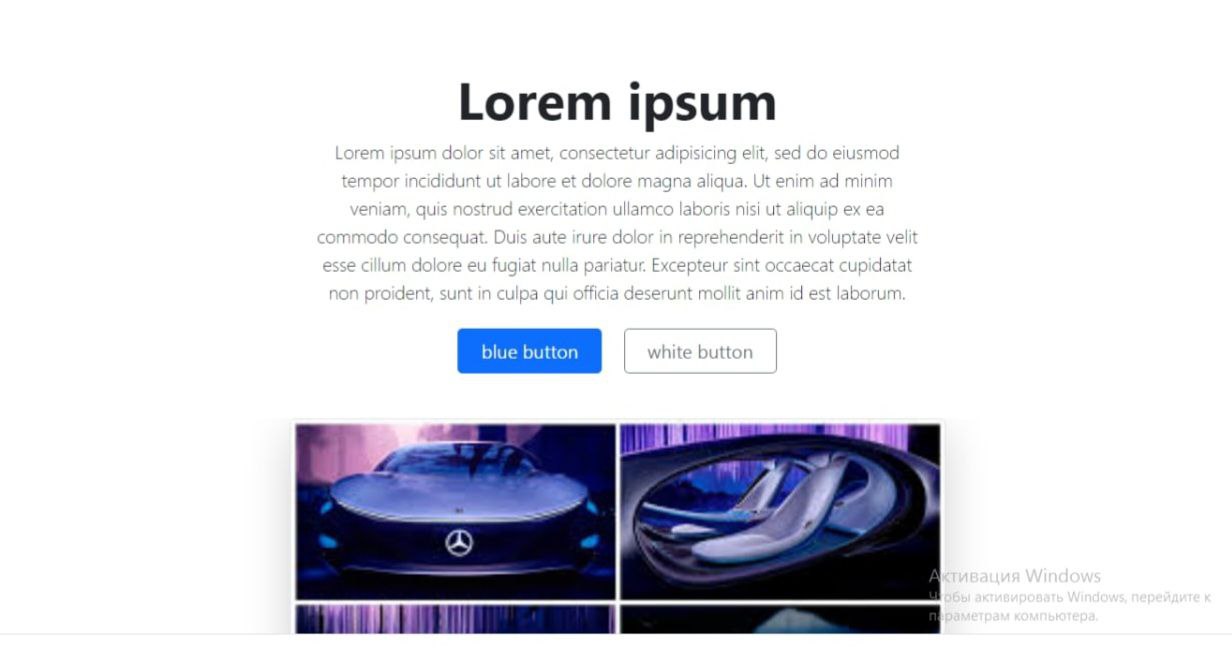 Lorem ipsum
Lorem ipsum dolor sit amet, consectetur adipisicing elit, sed do eiusmod
tempor incididunt ut labore et dolore magna aliqua. Ut enim ad minim
veniam, quis nostrud exercitation ullamco laboris nisi ut aliquip ex ea
commodo consequat. Duis aute irure dolor in reprehenderit in voluptate velit
esse cillum dolore eu fugiat nulla pariatur. Excepteur sint occaecat cupidatat
non proident, sunt in culpa qui officia deserunt mollit anim id est laborum.
blue button
white button
Активация Windows
Чтобы активировать Windows, перейдите к
параметрам компьютера.